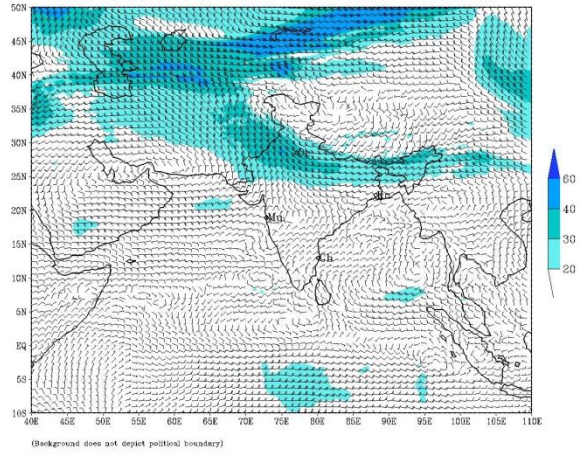 50N
45N
40N
35N
30N
25N
20N
15N
10N
5N
EQ
5S
10S
40E 45E 50E 55E 60E 65E 70E 75E 80E 85E 90E 95E 100E 105E 110E
Mu
Ch
60
40
30
20
(Background does not depict political boundary)